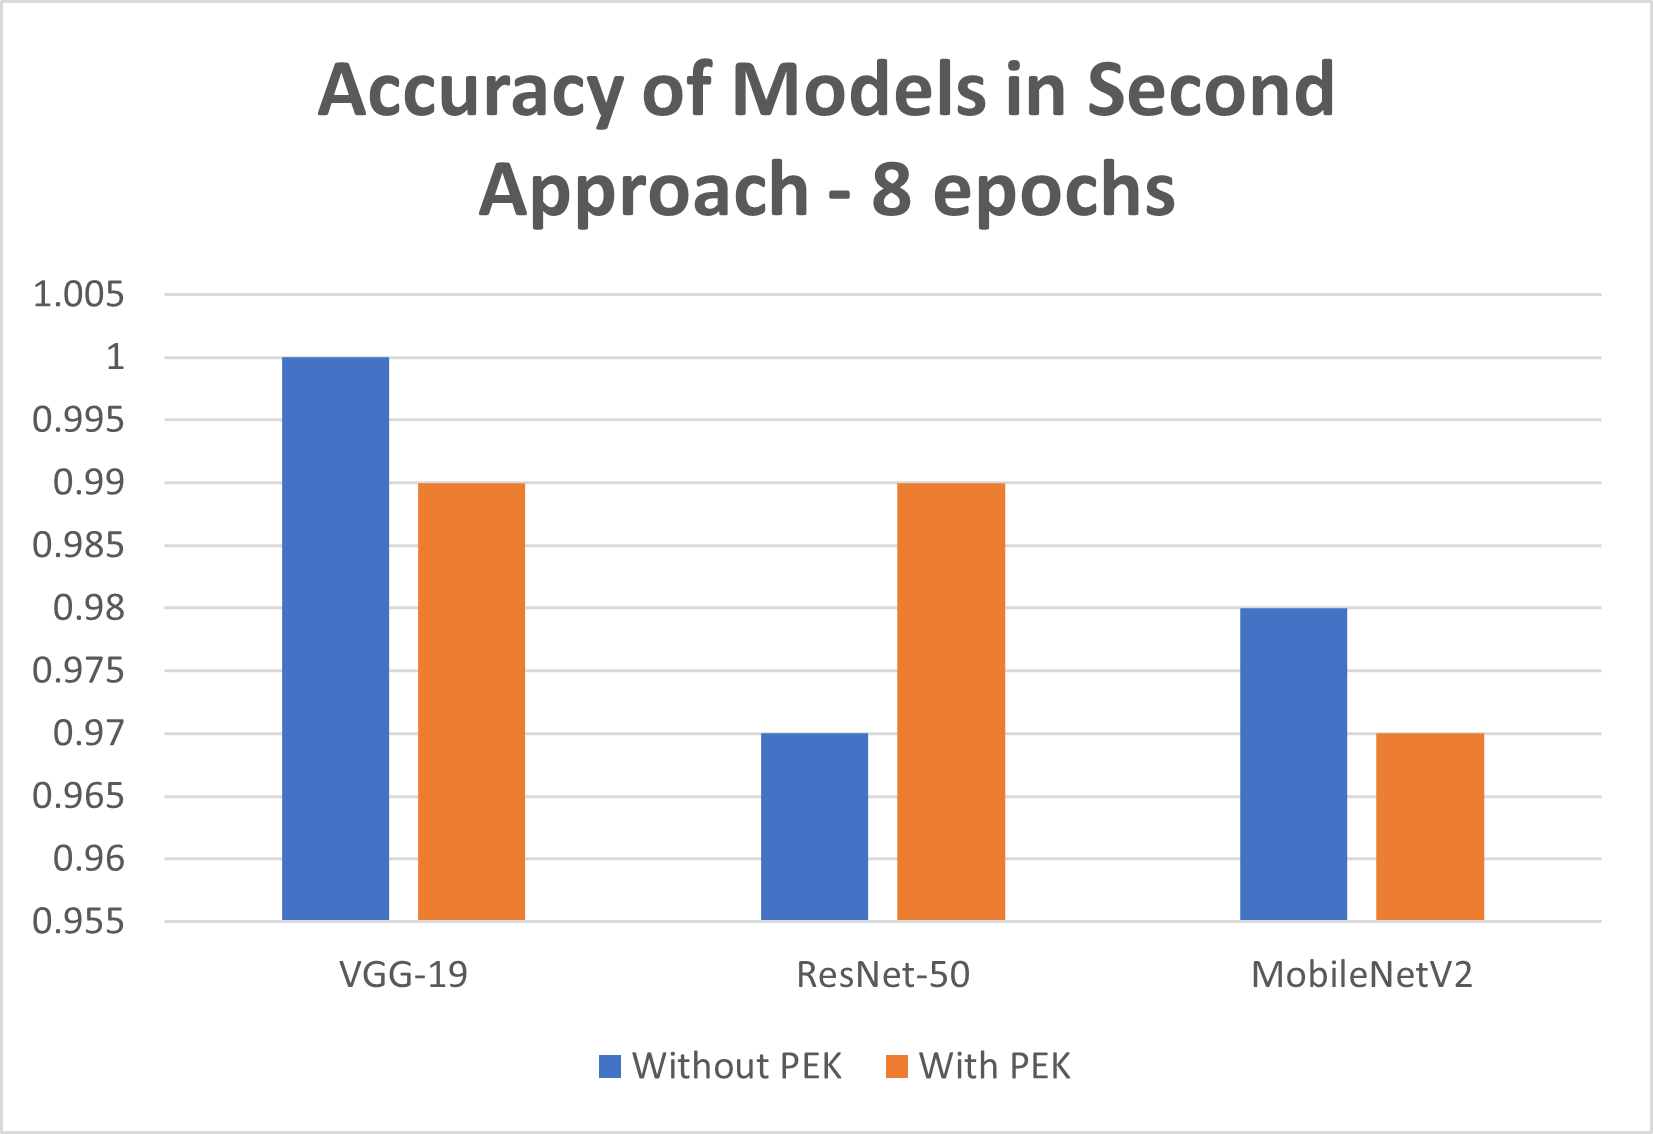 Accuracy of Models in Second
Approach - 8 epochs
1.005
1
0.995
0.99
0.985
0.98
0.975
0.97
0.965
0.96
0.955
VGG-19 ResNet-50 MobileNetV2
Without PEK With PEK